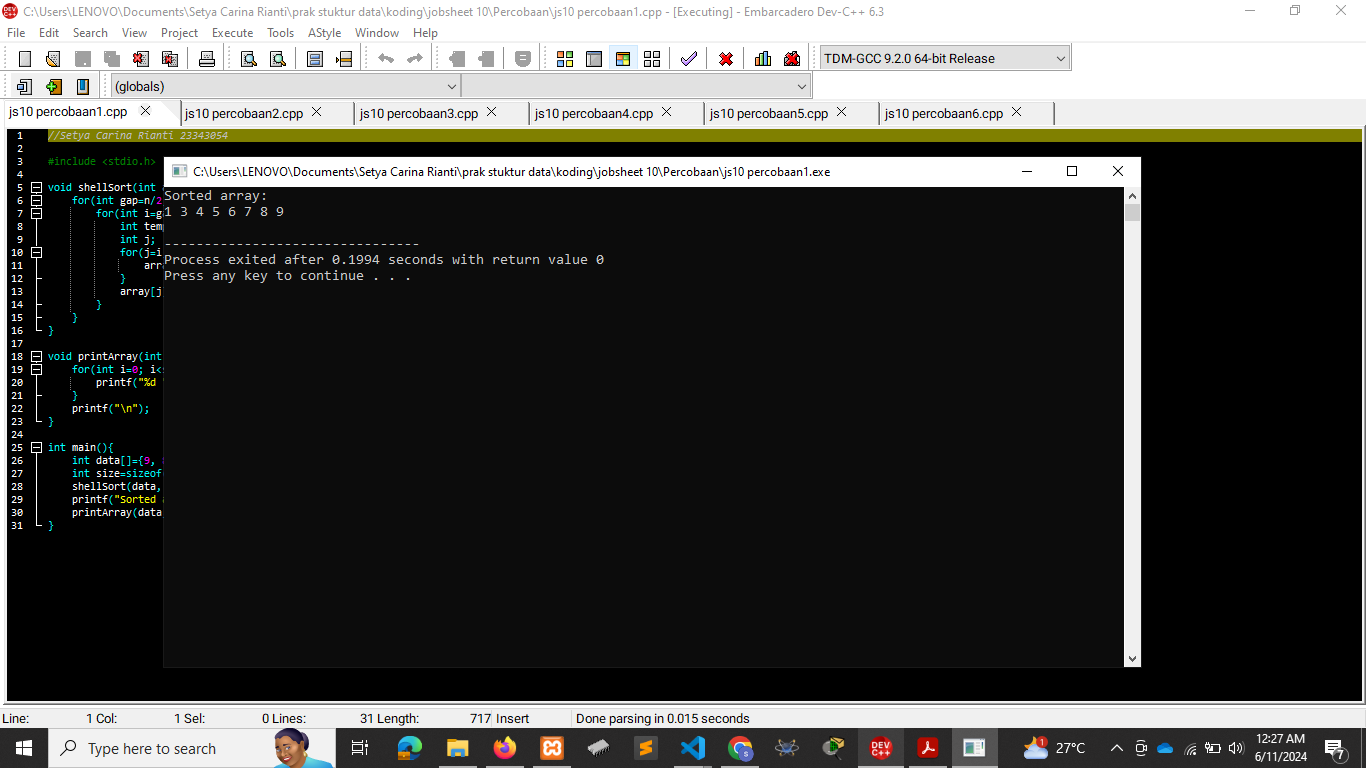 C:\Users\LENOVO\Documents\Setya Carina Rianti\prak stuktur data\koding\jobsheet 10\Percobaan\js10 percobaan1.cpp - [Executing] - Embarcadero Dev-C++ 6.3
File Edit Search View Project Execute Tools AStyle Window Help
TDM-GCC 9.2.0 64-bit Release
(globals)
js10 percobaan1.cpp js10 percobaan2.cpp js10 percobaan3.cpp js10 percobaan4.cpp js10 percobaan5.cpp js10 percobaan6.cpp
1 //Setya Carina Rianti 23343054
2
3 #include <stdio.h>
4
5 void shellSort(int
6 for(int gap=n/2
7 for(int i=g
8 int tem
9 int j;
10 for(j=i
11 arr
12 }
13 array[j
14 }
15 }
16 }
17
18 void printArray(int
19 for(int i=0; i<
20 printf("%d
21 }
22 printf("\n");
23 }
24
25 int main(){
26 int data[]={9,
27 int size=sizeof
28 shellSort(data,
29 printf("Sorted
30 printArray(data
31 }
C:\Users\LENOVO\Documents\Setya Carina Rianti\prak stuktur data\koding\jobsheet 10\Percobaan\js10 percobaan1.exe
Sorted array:
1 3 4 5 6 7 8 9
--------------------------------
Process exited after 0.1994 seconds with return value 0
Press any key to continue . . .
Line: 1 Col: 1 Sel: 0 Lines: 31 Length: 717 Insert Done parsing in 0.015 seconds
Type here to search
27°C
12:27 AM
6/11/2024
7